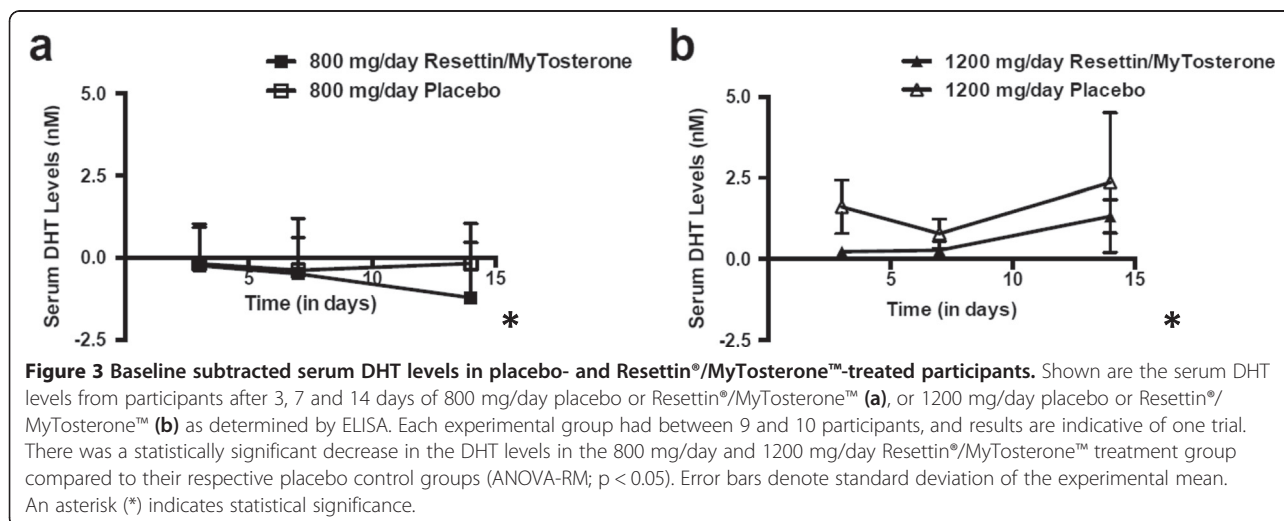 a
800 mg/day Resettin/MyTosterone
800 mg/day Placebo
Serum DHT Levels (nM)
5.0
2.5
0.0
-2.5
5
10
15
Time (in days)
*
b
1200 mg/day Resettin/MyTosterone
1200 mg/day Placebo
Serum DHT Levels (nM)
5.0
2.5
0.0
-2.5
5
10
15
Time (in days)
*
Figure 3 Baseline subtracted serum DHT levels in placebo- and Resettin®/MyTosterone™-treated participants. Shown are the serum DHT
levels from participants after 3, 7 and 14 days of 800 mg/day placebo or Resettin®/MyTosterone™ (a), or 1200 mg/day placebo or Resettin®/
MyTosterone™ (b) as determined by ELISA. Each experimental group had between 9 and 10 participants, and results are indicative of one trial.
There was a statistically significant decrease in the DHT levels in the 800 mg/day and 1200 mg/day Resettin®/MyTosterone™ treatment group
compared to their respective placebo control groups (ANOVA-RM; p < 0.05). Error bars denote standard deviation of the experimental mean.
An asterisk (*) indicates statistical significance.